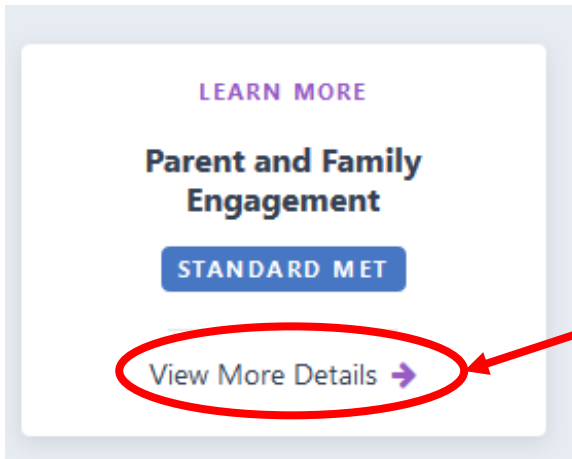 LEARN MORE
Parent and Family
Engagement
STANDARD MET
View More Details